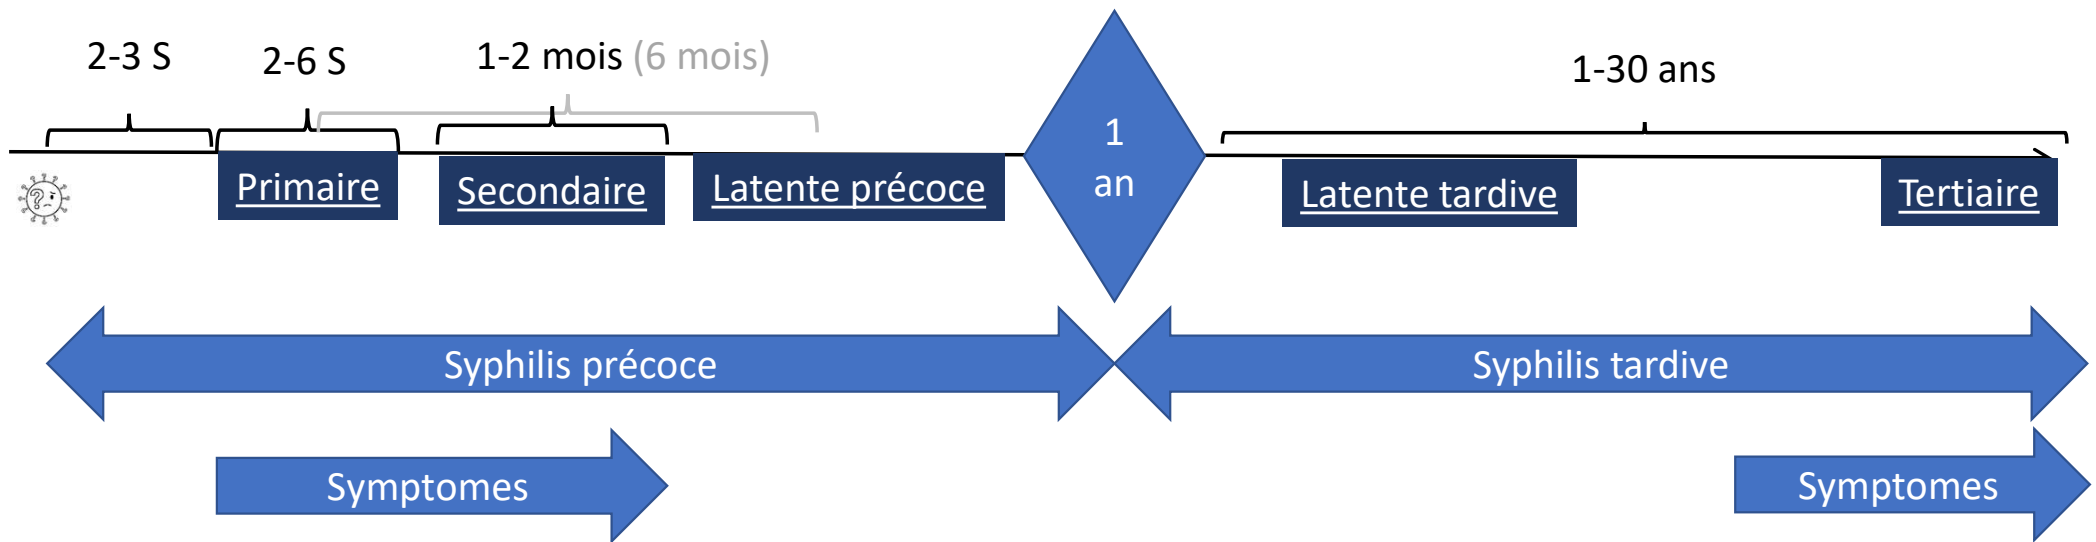 2-3 S
2-6 S
1-2 mois (6 mois)
1-30 ans
1
an
?
Primaire
Secondaire
Latente précoce
Latente tardive
Tertiaire
Syphilis précoce
Syphilis tardive
Symptomes
Symptomes